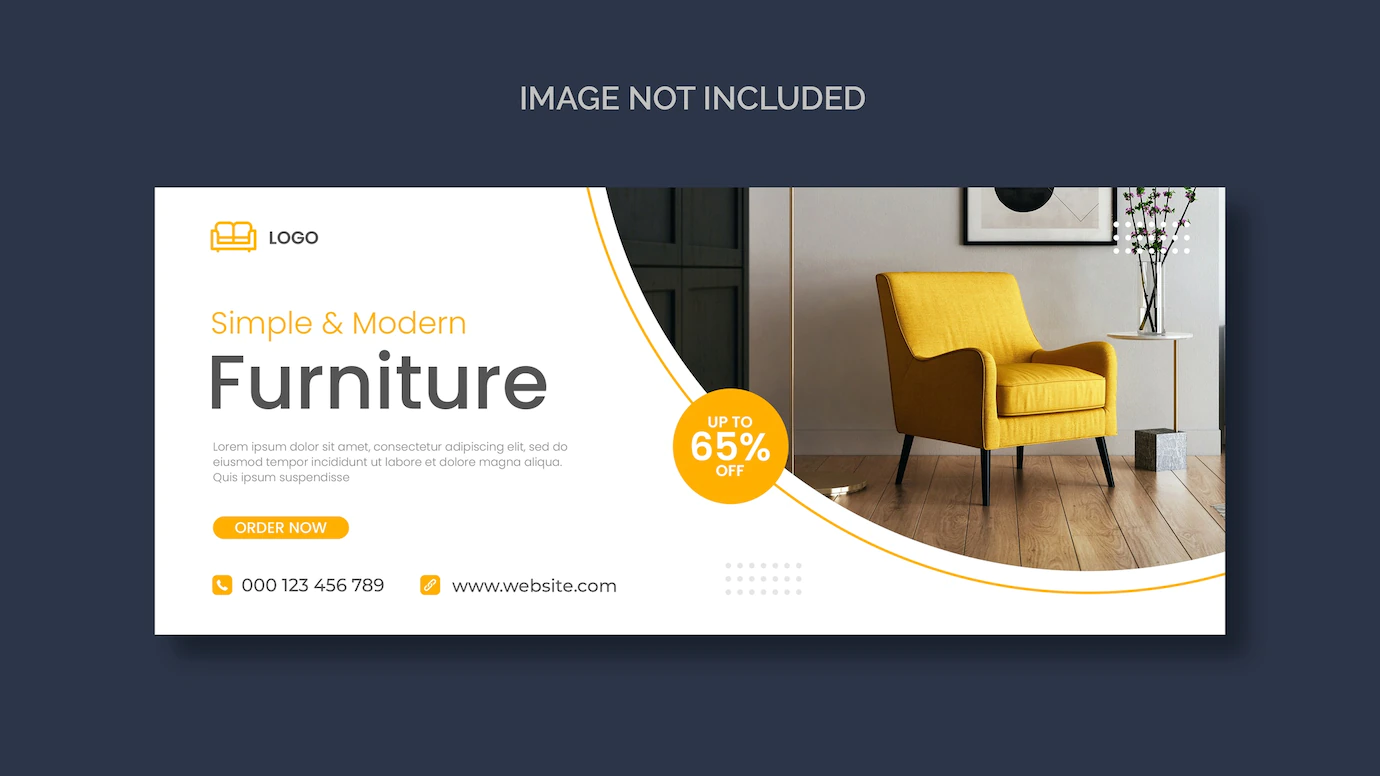 IMAGE NOT INCLUDED
LOGO
Simple & Modern
Furniture
Lorem ipsum dolor sit amet, consectetur adipiscing elit, sed do
eiusmod tempor incididunt ut labore et dolore magna aliqua.
Quis ipsum suspendisse
ORDER NOW
000 123 456 789
www.website.com
UP TO
65%
OFF